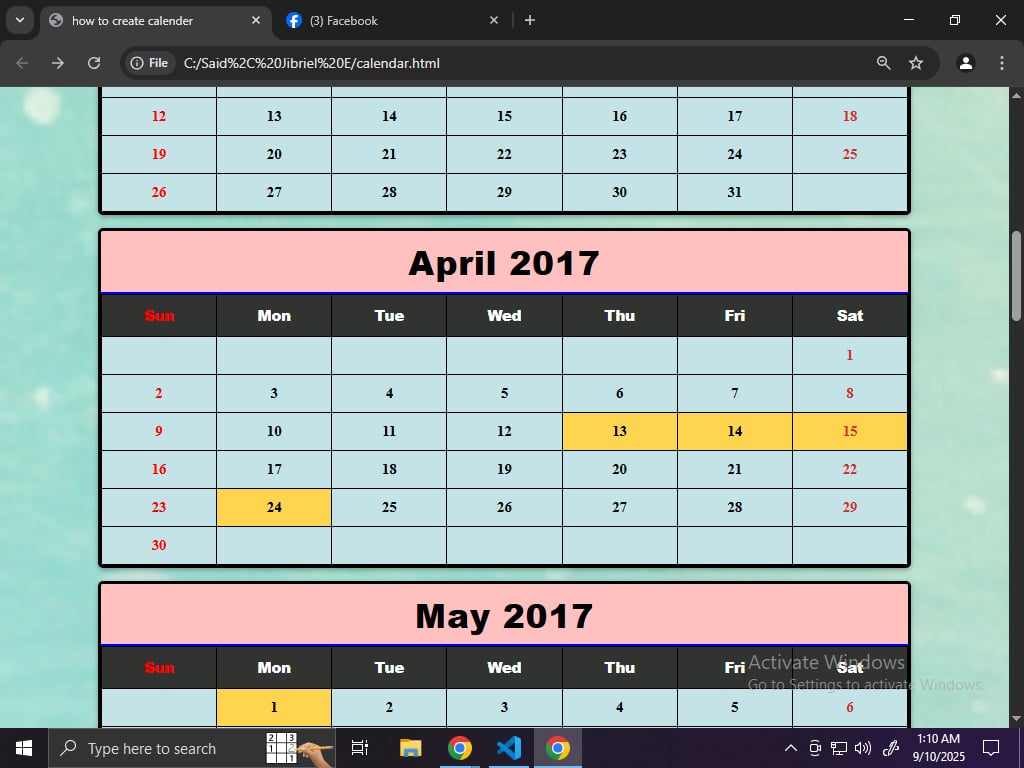 how to create calender
(3) Facebook
File C:/Said%2C%20Jibriel%20E/calendar.html
12 13 14 15 16 17 18
19 20 21 22 23 24 25
26 27 28 29 30 31
April 2017
Sun Mon Tue Wed Thu Fri Sat
1
2 3 4 5 6 7 8
9 10 11 12 13 14 15
16 17 18 19 20 21 22
23 24 25 26 27 28 29
30
May 2017
Sun Mon Tue Wed Thu Fri Sat
1 2 3 4 5 6
Activate Windows
Go to Settings to activate Windows.
Type here to search
2 3
1 2
1
1:10 AM
9/10/2025